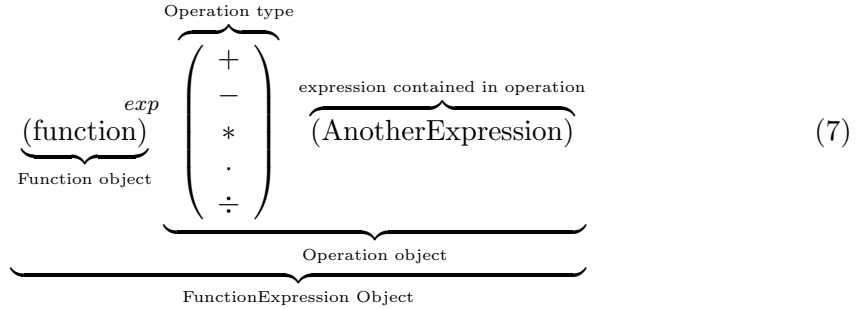 Operation type
+
−
exp expression contained in operation
(function) * (AnotherExpression) (7)
Function object
·
÷
Operation object
FunctionExpression Object